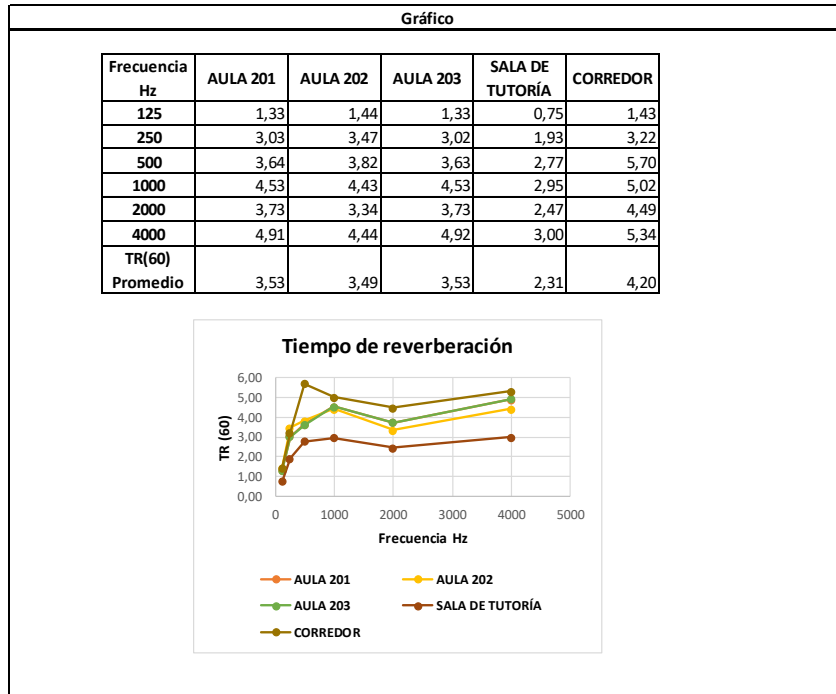 Gráfico
Frecuencia Hz AULA 201 AULA 202 AULA 203 SALA DE TUTORÍA CORREDOR
125 1,33 1,44 1,33 0,75 1,43
250 3,03 3,47 3,02 1,93 3,22
500 3,64 3,82 3,63 2,77 5,70
1000 4,53 4,43 4,53 2,95 5,02
2000 3,73 3,34 3,73 2,47 4,49
4000 4,91 4,44 4,92 3,00 5,34
TR(60) Promedio 3,53 3,49 3,53 2,31 4,20
Tiempo de reverberación
TR (60)
6,00
5,00
4,00
3,00
2,00
1,00
0,00
0 1000 2000 3000 4000 5000
Frecuencia Hz
AULA 201 AULA 202
AULA 203 SALA DE TUTORÍA
CORREDOR